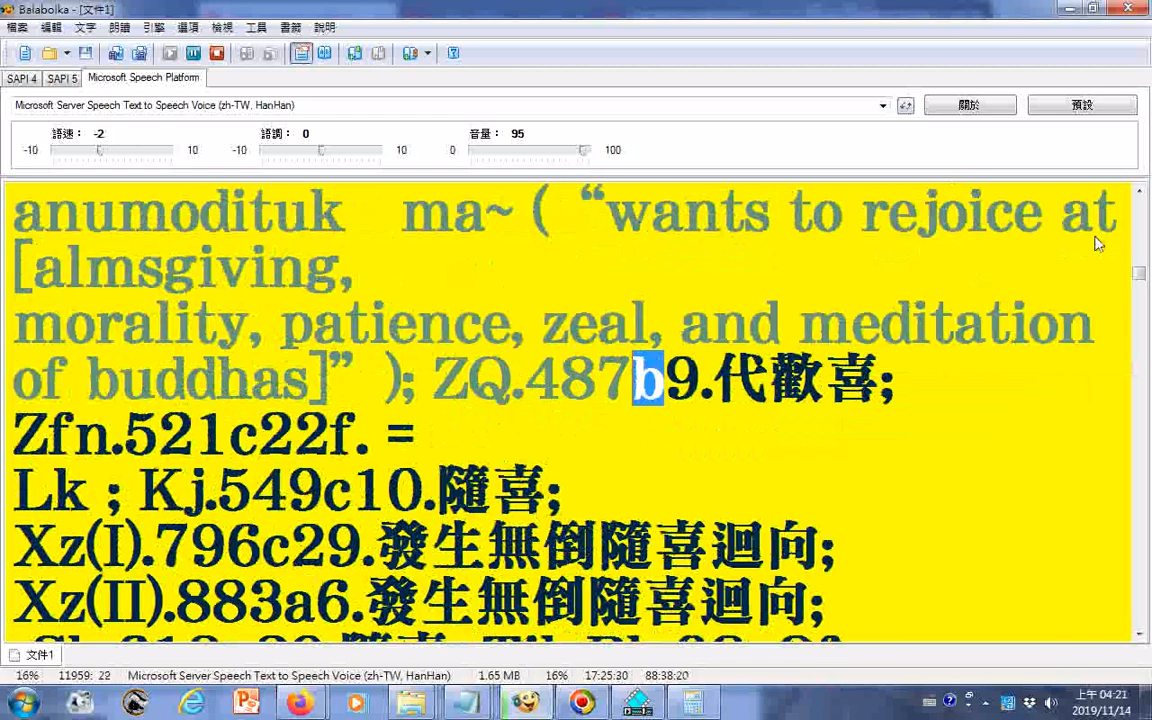 Balabolka - [文件1]
檔案 編輯 文字 朗讀 引擎 選項 檢視 工具 書籤 說明
SAPI 4 SAPI 5 Microsoft Speech Platform
Microsoft Server Speech Text to Speech Voice (zh-TW, HanHan) 關於 預設
語速： -2 語調： 0 音量： 95
-10 10 -10 10 0 100
anumodituk ma~ ( “wants to rejoice at
[almsgiving,
morality, patience, zeal, and meditation
of buddhas]” ); ZQ.487b9.代歡喜;
Zfn.521c22f. =
Lk ; Kj.549c10.隨喜;
Xz(I).796c29.發生無倒隨喜迴向;
Xz(II).883a6.發生無倒隨喜迴向;
文件1
16% 11959: 22 Microsoft Server Speech Text to Speech Voice (zh-TW, HanHan) 1.65 MB 16% 17:25:30 88:38:20
上午 04:21
2019/11/14